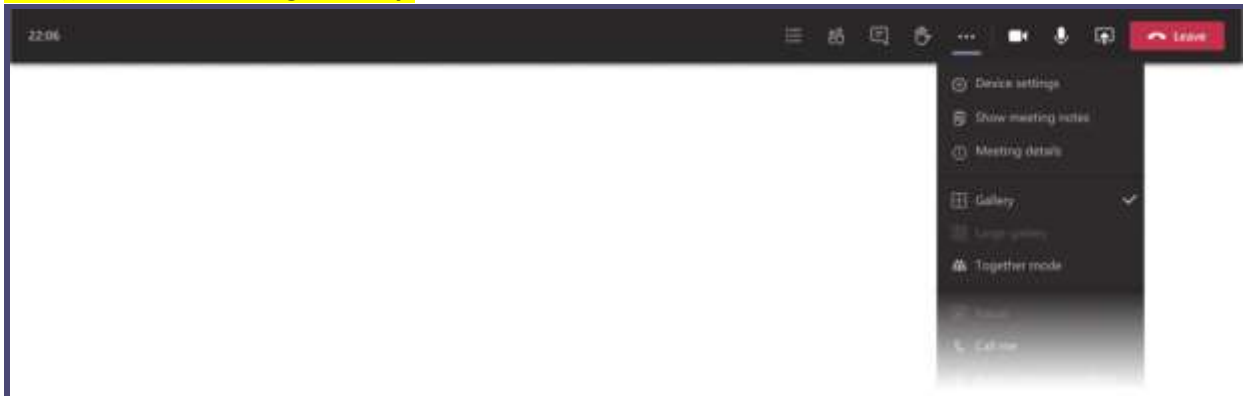 22:06
Leave
Device settings
Show meeting notes
Meeting details
Gallery
Large gallery
Together mode
Call me